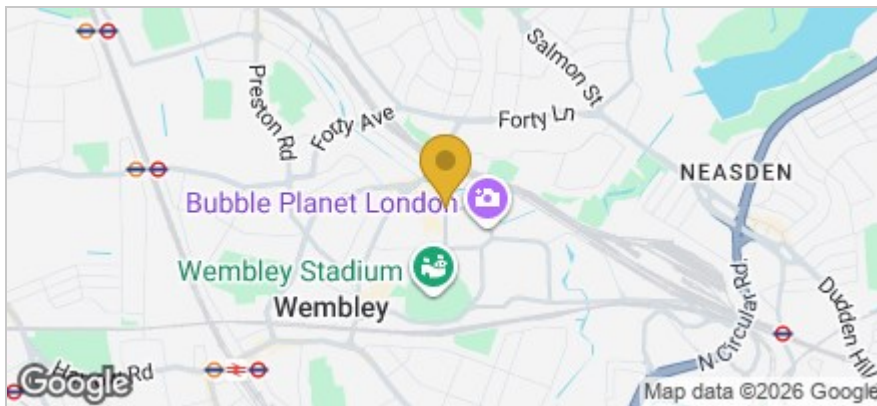 Salmon St
Preston Rd
Forty Ave
Forty Ln
NEASDEN
Bubble Planet London
Wembley Stadium
Wembley
N Circular Rd
Dudden Hill
Rd
Google
Map data ©2026 Google